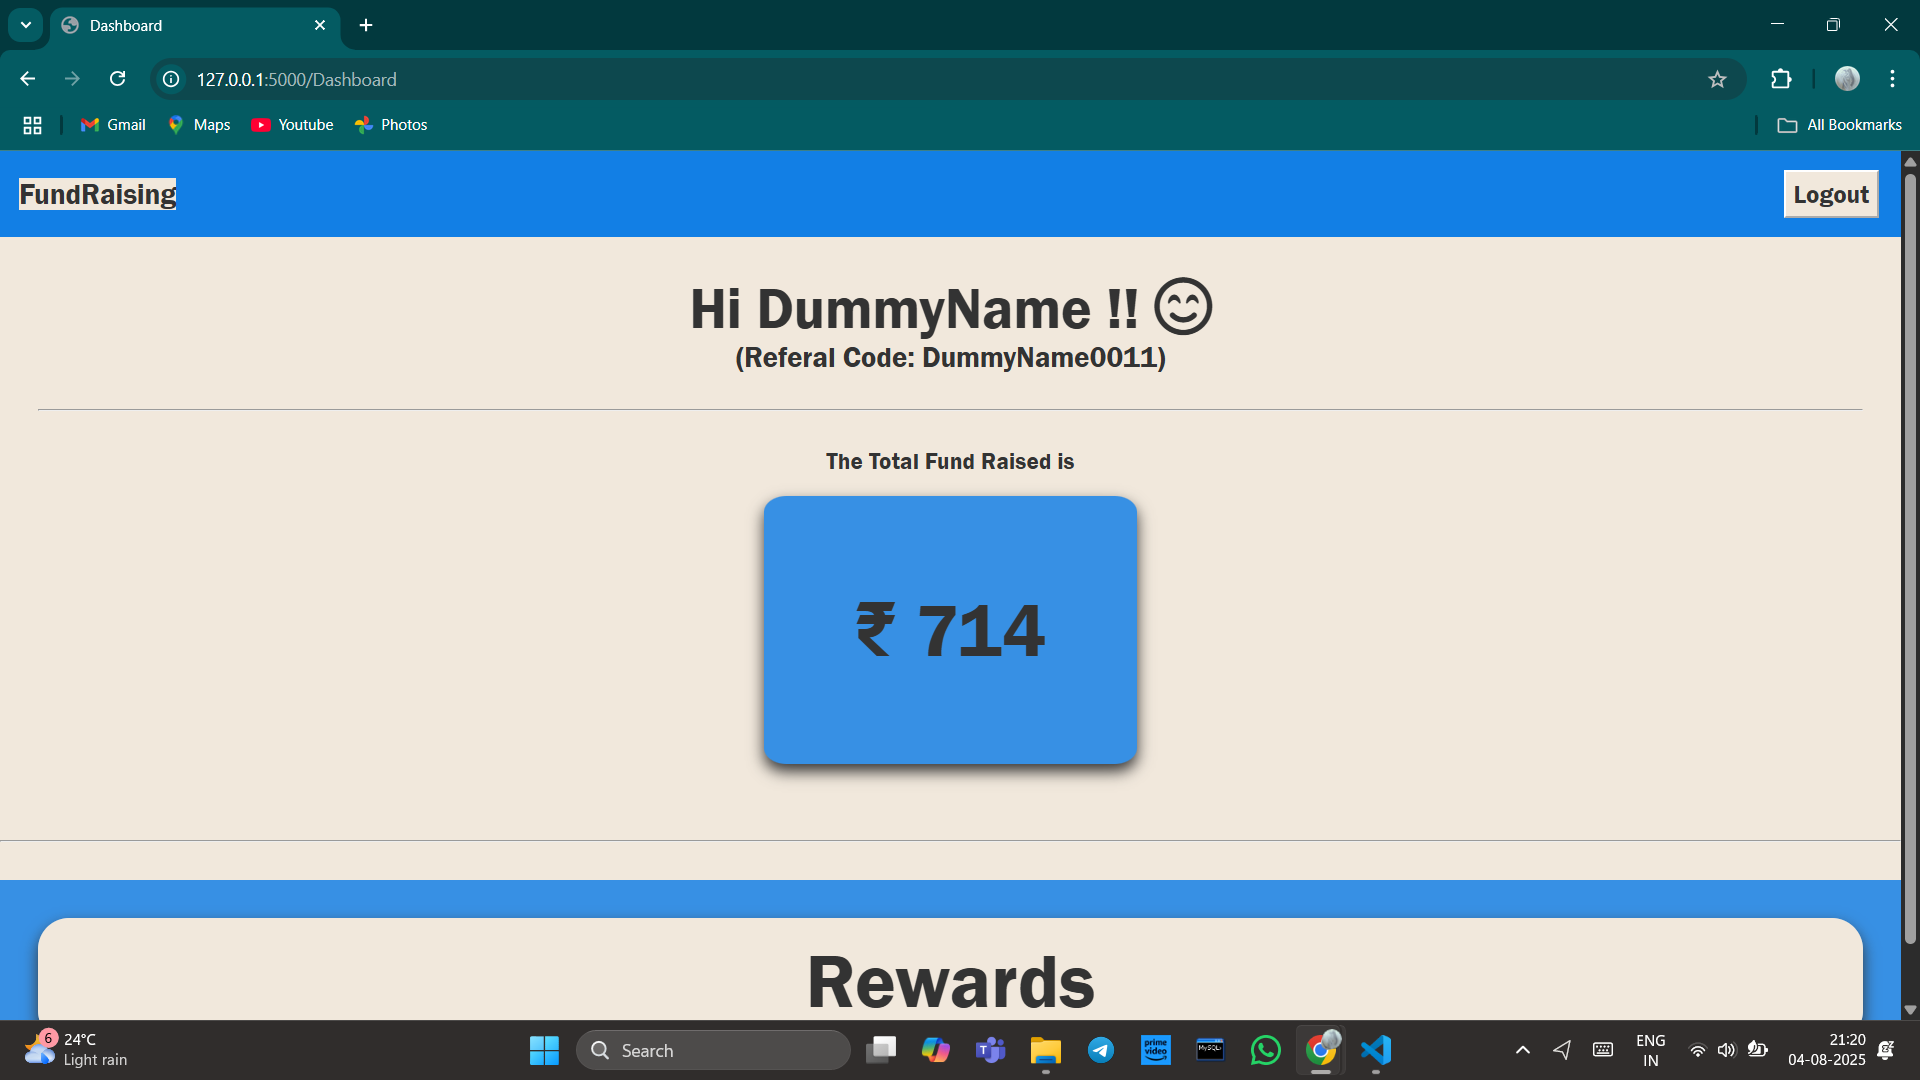 Dashboard
127.0.0.1:5000/Dashboard
Gmail Maps Youtube Photos All Bookmarks
FundRaising Logout
Hi DummyName !! 😊
(Referal Code: DummyName0011)
The Total Fund Raised is
₹ 714
Rewards
6 24°C
Light rain
Search
prime video
MySQL
ENG
IN
21:20
04-08-2025